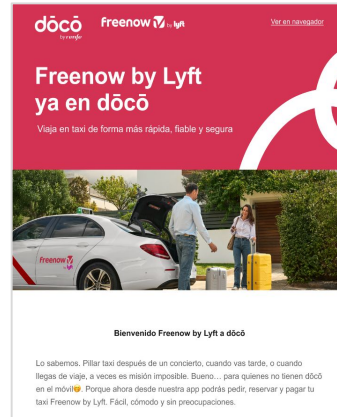 dōcō
by renfe
Freenow by Lyft
Ver en navegador
Freenow by Lyft
ya en dōcō
Viaja en taxi de forma más rápida, fiable y segura
Freenow
Bienvenido Freenow by Lyft a dōcō
Lo sabemos. Pillar taxi después de un concierto, cuando vas tarde, o cuando
llegas de viaje, a veces es misión imposible. Bueno… para quienes no tienen dōcō
en el móvil😏. Porque ahora desde nuestra app podrás pedir, reservar y pagar tu
taxi Freenow by Lyft. Fácil, cómodo y sin preocupaciones.